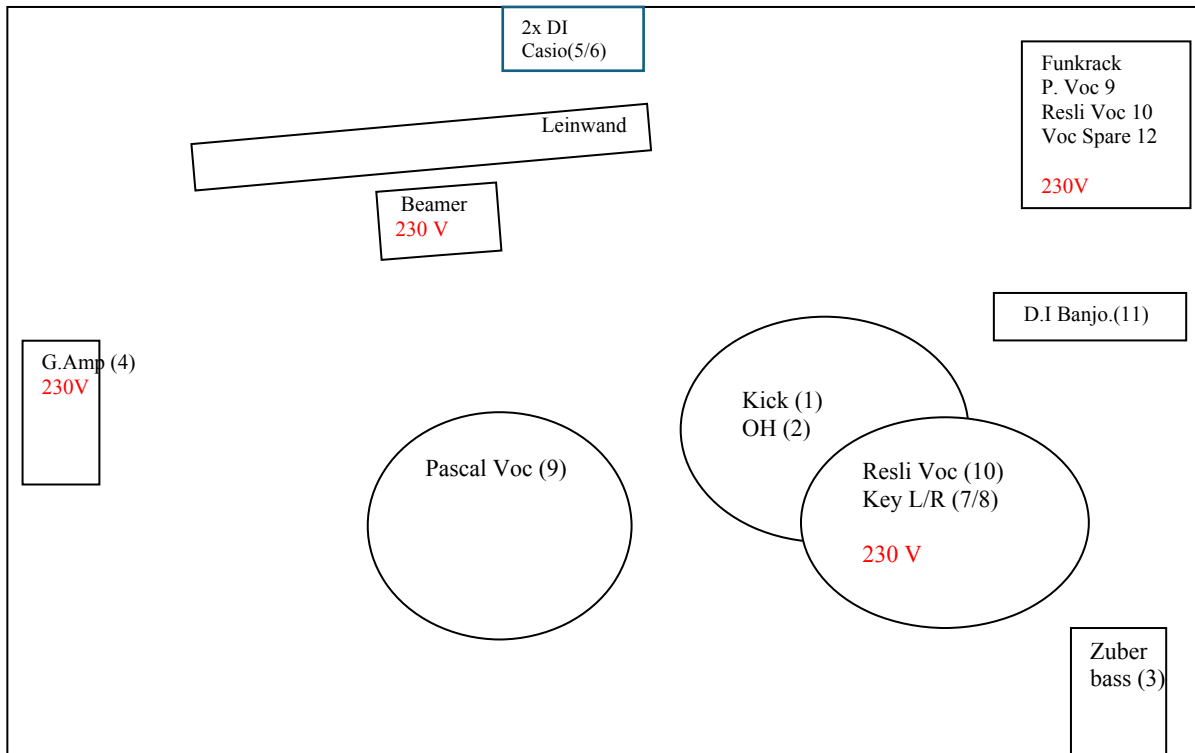 2x DI
Casio(5/6)
Funkrack
P. Voc 9
Resli Voc 10
Voc Spare 12
230V
Leinwand
Beamer
230 V
D.I Banjo.(11)
G.Amp (4)
230V
Kick (1)
OH (2)
Pascal Voc (9)
Resli Voc (10)
Key L/R (7/8)
230 V
Zuber
bass (3)